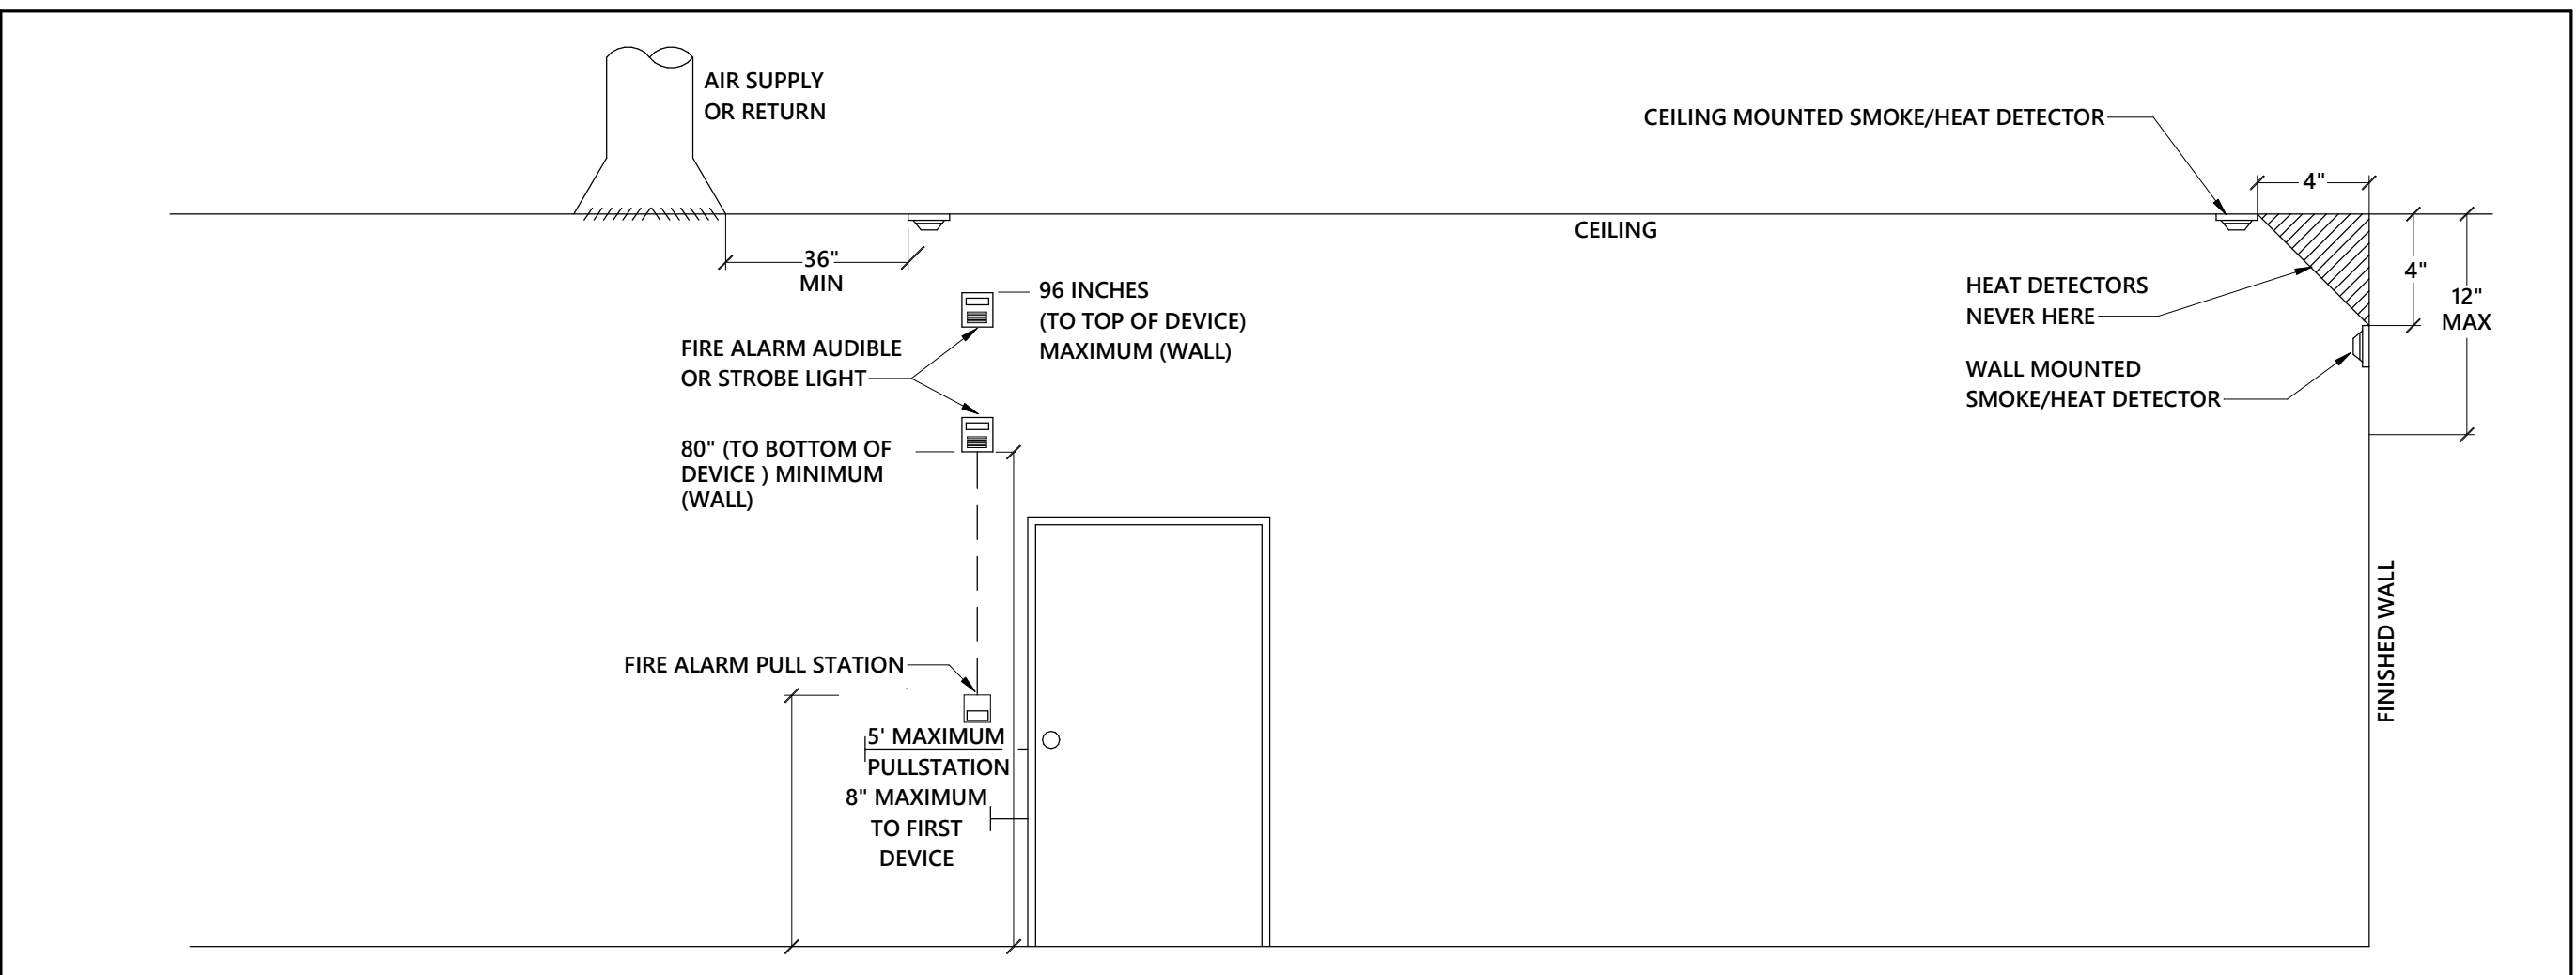 AIR SUPPLY
OR RETURN
CEILING MOUNTED SMOKE/HEAT DETECTOR
4"
CEILING
36"
MIN
4"
12"
MAX
HEAT DETECTORS
NEVER HERE
96 INCHES
(TO TOP OF DEVICE)
MAXIMUM (WALL)
FIRE ALARM AUDIBLE
OR STROBE LIGHT
WALL MOUNTED
SMOKE/HEAT DETECTOR
80" (TO BOTTOM OF
DEVICE ) MINIMUM
(WALL)
FINISHED WALL
FIRE ALARM PULL STATION
5' MAXIMUM
PULLSTATION
8" MAXIMUM
TO FIRST
DEVICE